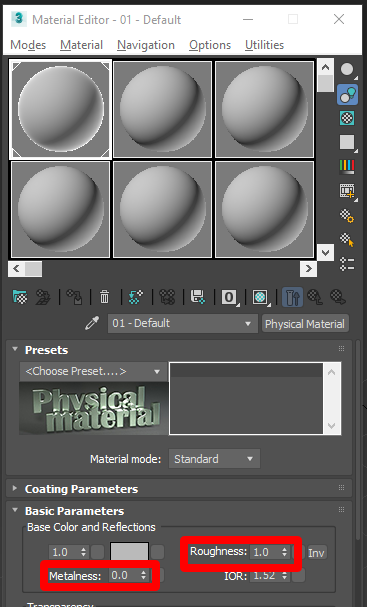 Material Editor - 01 - Default
Modes Material Navigation Options Utilities
0
01 - Default Physical Material
Presets
<Choose Preset....>
Physical material
Material mode: Standard
Coating Parameters
Basic Parameters
Base Color and Reflections
1.0 Roughness: 1.0 Inv
Metalness: 0.0 IOR: 1.52
Transparency